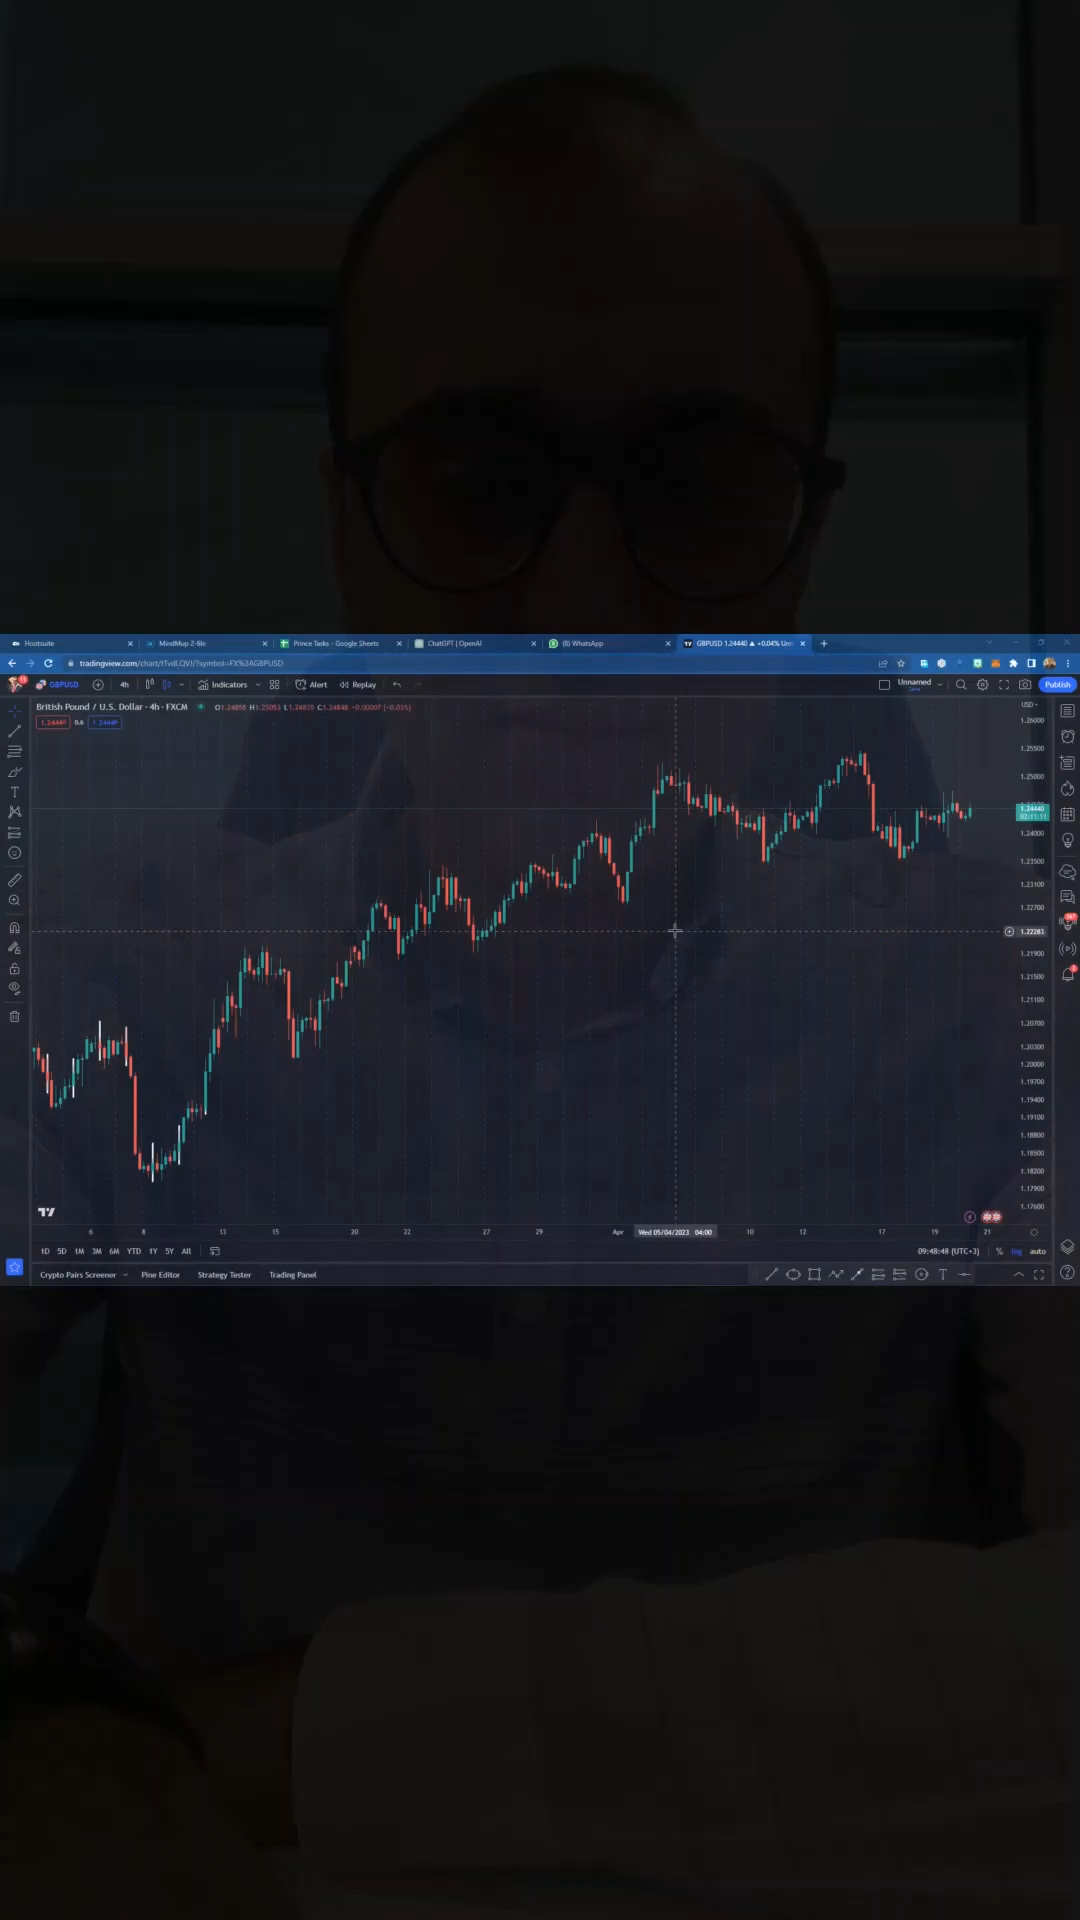 Hootsuite
MindMup 2-file
Prince Tasks - Google Sheets
ChatGPT | OpenAI
(8) WhatsApp
GBPUSD 1.24440 ▲ +0.04% Unn
GBPUSD
4h
Indicators
Alert
Replay
Unnamed
Save
Publish
British Pound / U.S. Dollar · 4h · FXCM
1.24440
0.6
USD
1.26000
1.25500
1.25000
1.24440
02:11:11
1.24000
1.23500
1.23100
1.22700
1.22283
1.21900
1.21500
1.21100
1.20700
1.20300
1.20000
1.19700
1.19400
1.19100
1.18800
1.18500
1.18200
1.17900
1.17600
6 8 13 15 20 22 27 29 Apr Wed 05/04/2023 04:00 10 12 17 19 21
1D 5D 1M 3M 6M YTD 1Y 5Y All
09:48:48 (UTC+3) % log auto
Crypto Pairs Screener Pine Editor Strategy Tester Trading Panel